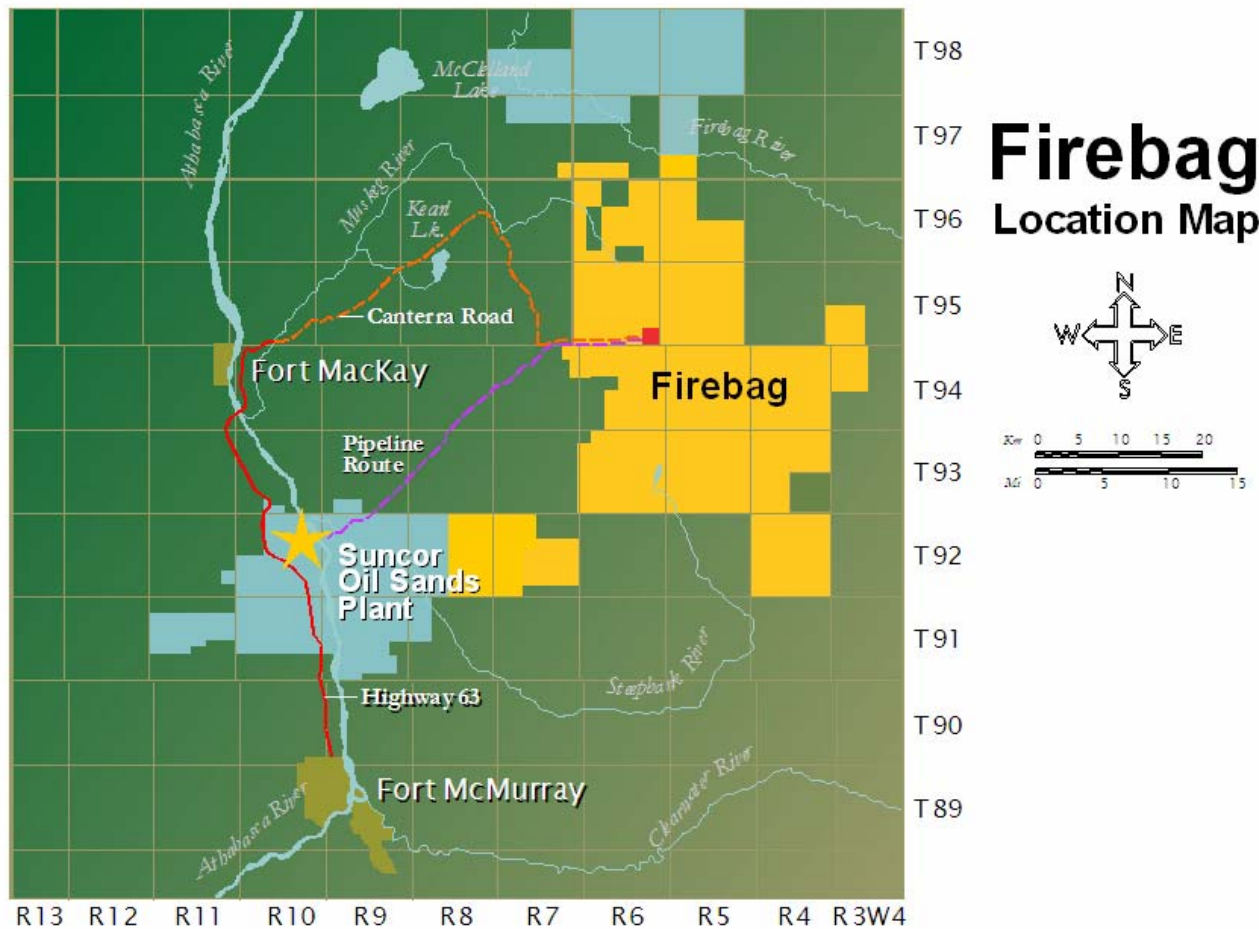 T98
McClelland
Lake
Athabasca River
Firebag River
T97
Muskeg River
Firebag
Location Map
Kearl
Lk.
T96
N
W
E
S
T95
Canterra Road
Fort MacKay
Firebag
T94
Km 0 5 10 15 20
Mi 0 5 10 15
Pipeline
Route
T93
Suncor
Oil Sands
Plant
T92
T91
Steepbank River
Highway 63
T90
Fort McMurray
Clearwater River
T89
Athabasca River
R13 R12 R11 R10 R9 R8 R7 R6 R5 R4 R3W4